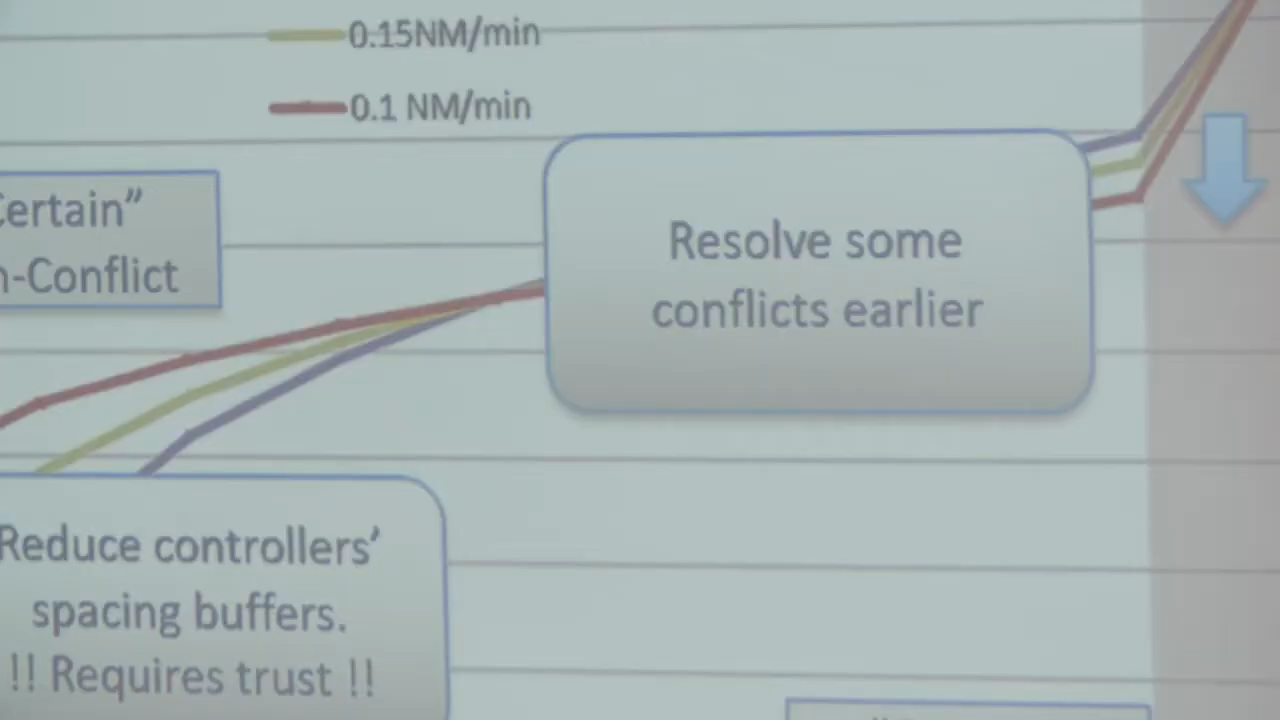 0.15NM/min
0.1 NM/min
Certain”
n-Conflict
Resolve some
conflicts earlier
Reduce controllers’
spacing buffers.
!! Requires trust !!